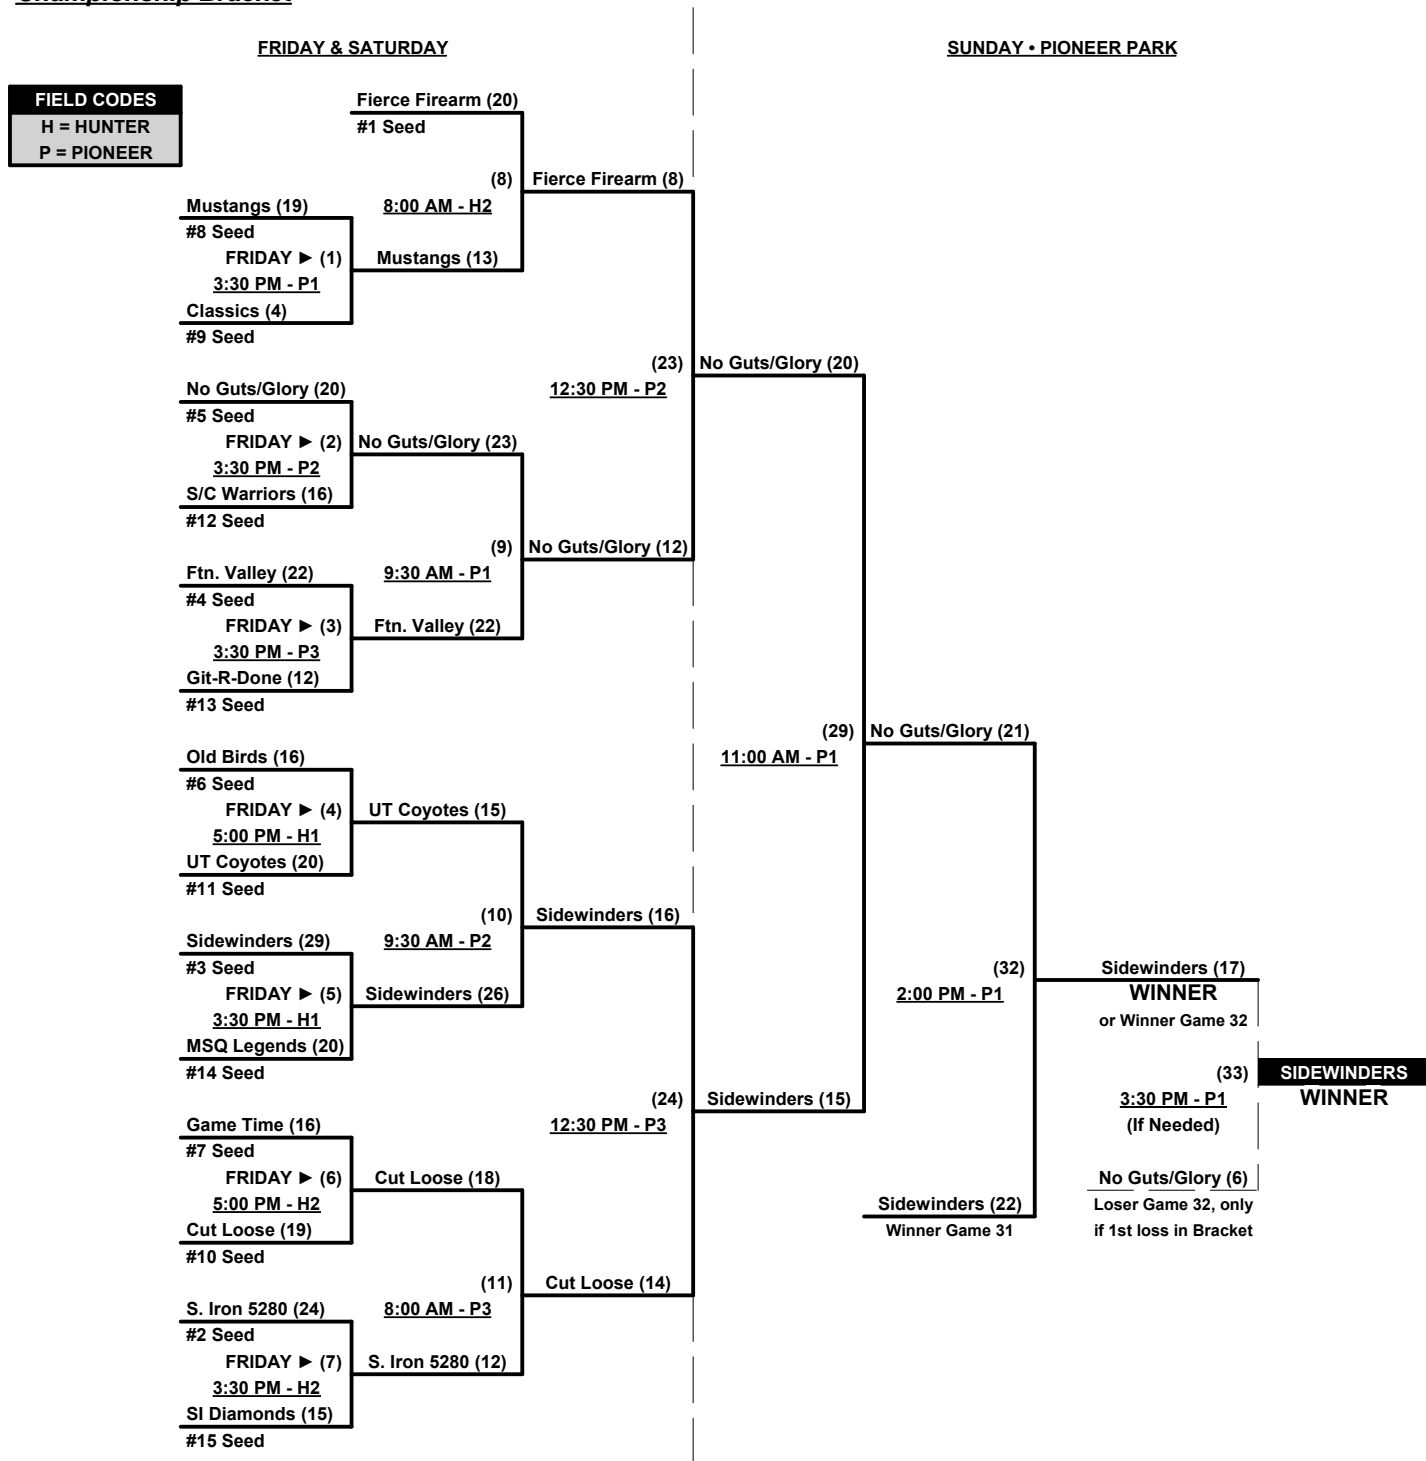 Championship Bracket
FRIDAY & SATURDAY
SUNDAY • PIONEER PARK
FIELD CODES
H = HUNTER
P = PIONEER
Fierce Firearm (20)
#1 Seed
(8)
8:00 AM - H2
Fierce Firearm (8)
Mustangs (19)
#8 Seed
FRIDAY ► (1)
3:30 PM - P1
Mustangs (13)
Classics (4)
#9 Seed
(23)
12:30 PM - P2
No Guts/Glory (20)
No Guts/Glory (20)
#5 Seed
FRIDAY ► (2)
3:30 PM - P2
No Guts/Glory (23)
S/C Warriors (16)
#12 Seed
(9)
9:30 AM - P1
No Guts/Glory (12)
Ftn. Valley (22)
#4 Seed
FRIDAY ► (3)
3:30 PM - P3
Ftn. Valley (22)
Git-R-Done (12)
#13 Seed
(29)
11:00 AM - P1
No Guts/Glory (21)
Old Birds (16)
#6 Seed
FRIDAY ► (4)
5:00 PM - H1
UT Coyotes (15)
UT Coyotes (20)
#11 Seed
(10)
9:30 AM - P2
Sidewinders (16)
Sidewinders (29)
#3 Seed
FRIDAY ► (5)
3:30 PM - H1
Sidewinders (26)
MSQ Legends (20)
#14 Seed
(32)
2:00 PM - P1
Sidewinders (17)
WINNER
or Winner Game 32
(33)
3:30 PM - P1
(If Needed)
SIDEWINDERS
WINNER
(24)
12:30 PM - P3
Sidewinders (15)
Game Time (16)
#7 Seed
FRIDAY ► (6)
5:00 PM - H2
Cut Loose (18)
Cut Loose (19)
#10 Seed
Sidewinders (22)
Winner Game 31
No Guts/Glory (6)
Loser Game 32, only
if 1st loss in Bracket
(11)
8:00 AM - P3
Cut Loose (14)
S. Iron 5280 (24)
#2 Seed
FRIDAY ► (7)
3:30 PM - H2
S. Iron 5280 (12)
SI Diamonds (15)
#15 Seed